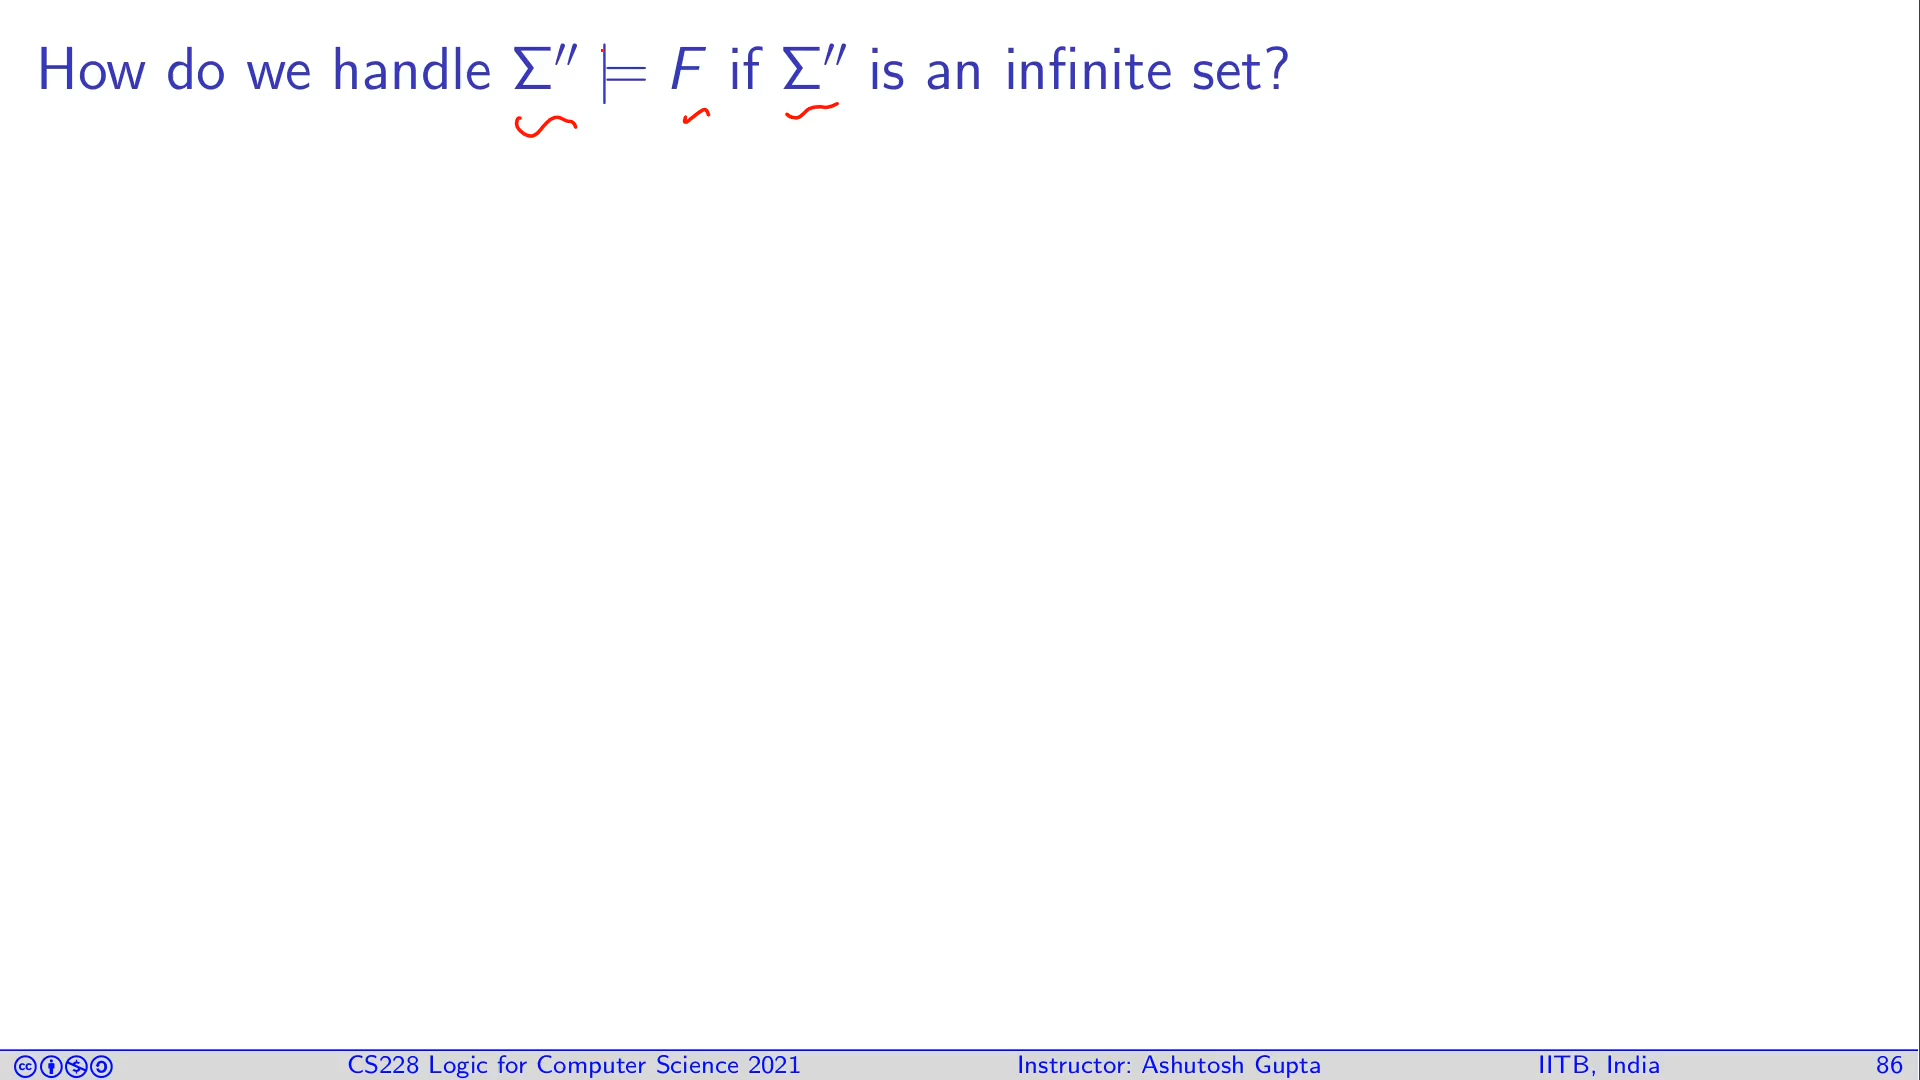 How do we handle Σ′′ ⊨ F if Σ′′ is an infinite set?
CS228 Logic for Computer Science 2021 Instructor: Ashutosh Gupta IITB, India 86